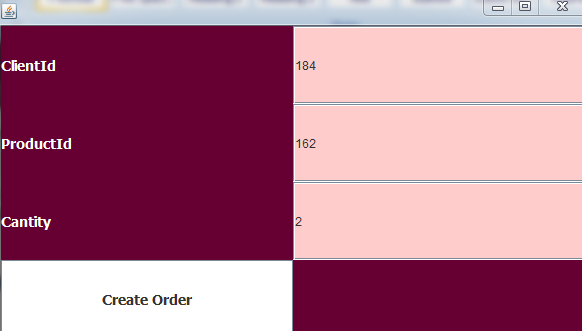 ClientId
184
ProductId
162
Cantity
2
Create Order